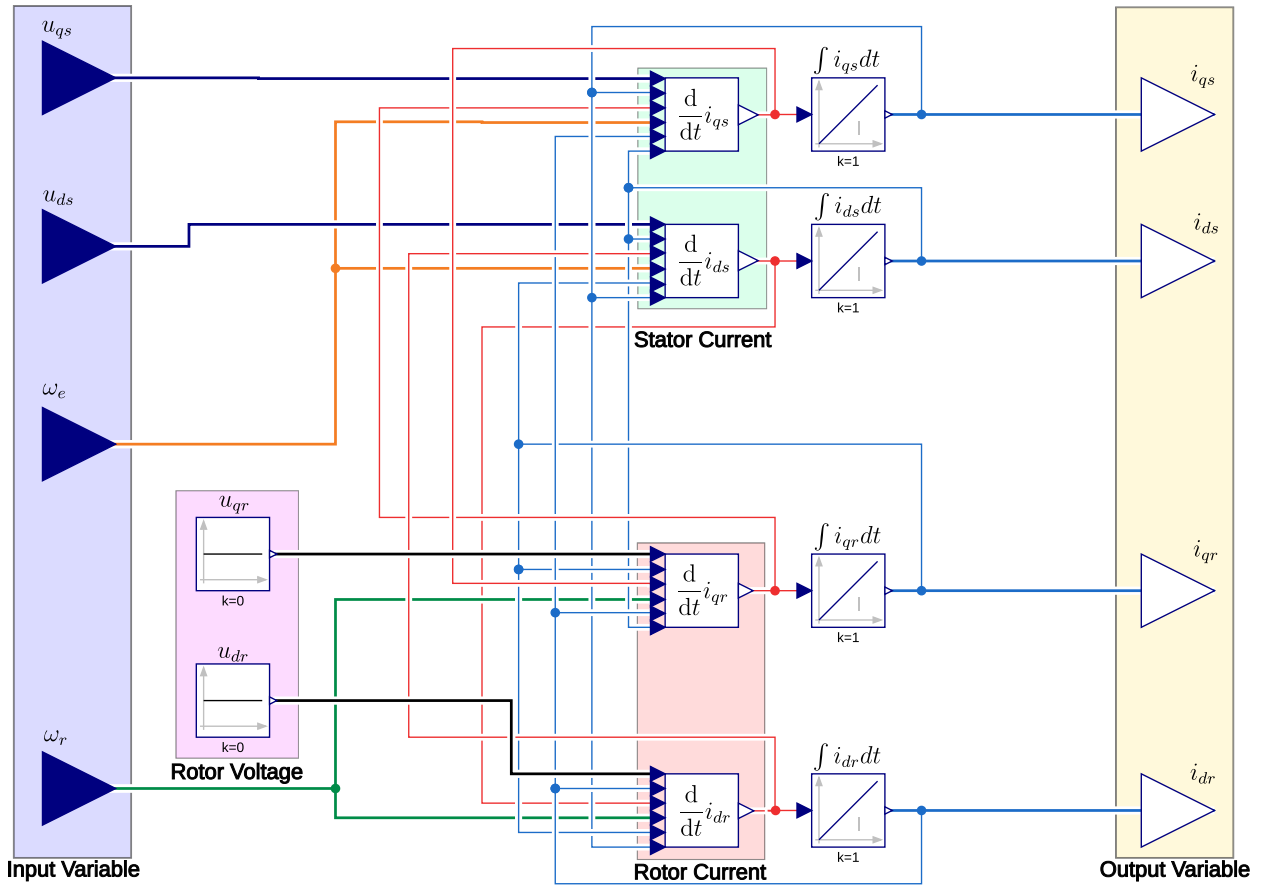 u_qs
∫ i_qs dt
i_qs
d/dt i_qs
k=1
u_ds
∫ i_ds dt
i_ds
d/dt i_ds
k=1
Stator Current
ω_e
u_qr
∫ i_qr dt
i_qr
d/dt i_qr
k=0
k=1
u_dr
ω_r
k=0
Rotor Voltage
∫ i_dr dt
i_dr
d/dt i_dr
k=1
Input Variable
Rotor Current
Output Variable